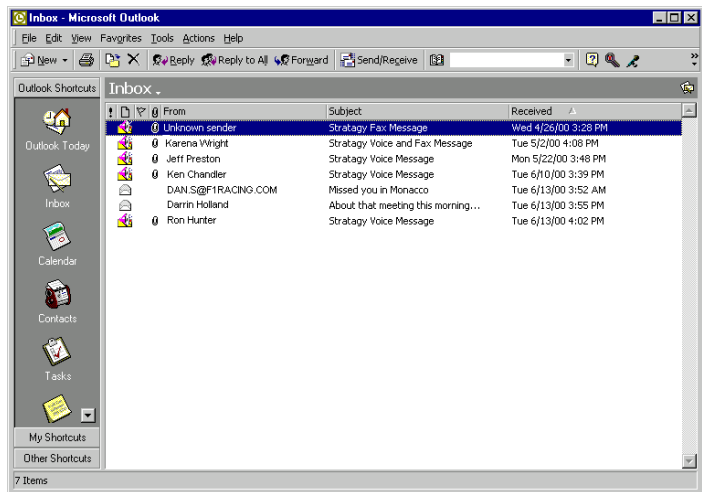 Inbox - Microsoft Outlook
File Edit View Favorites Tools Actions Help
New Reply Reply to All Forward Send/Receive
Outlook Shortcuts Inbox
! From Subject Received
Unknown sender Stratagy Fax Message Wed 4/26/00 3:28 PM
Karena Wright Stratagy Voice and Fax Message Tue 5/2/00 4:08 PM
Jeff Preston Stratagy Voice Message Mon 5/22/00 3:48 PM
Ken Chandler Stratagy Voice Message Tue 6/10/00 3:39 PM
DAN.S@F1RACING.COM Missed you in Monacco Tue 6/13/00 3:52 AM
Darrin Holland About that meeting this morning... Tue 6/13/00 3:55 PM
Ron Hunter Stratagy Voice Message Tue 6/13/00 4:02 PM
Outlook Today
Inbox
Calendar
Contacts
Tasks
My Shortcuts
Other Shortcuts
7 Items